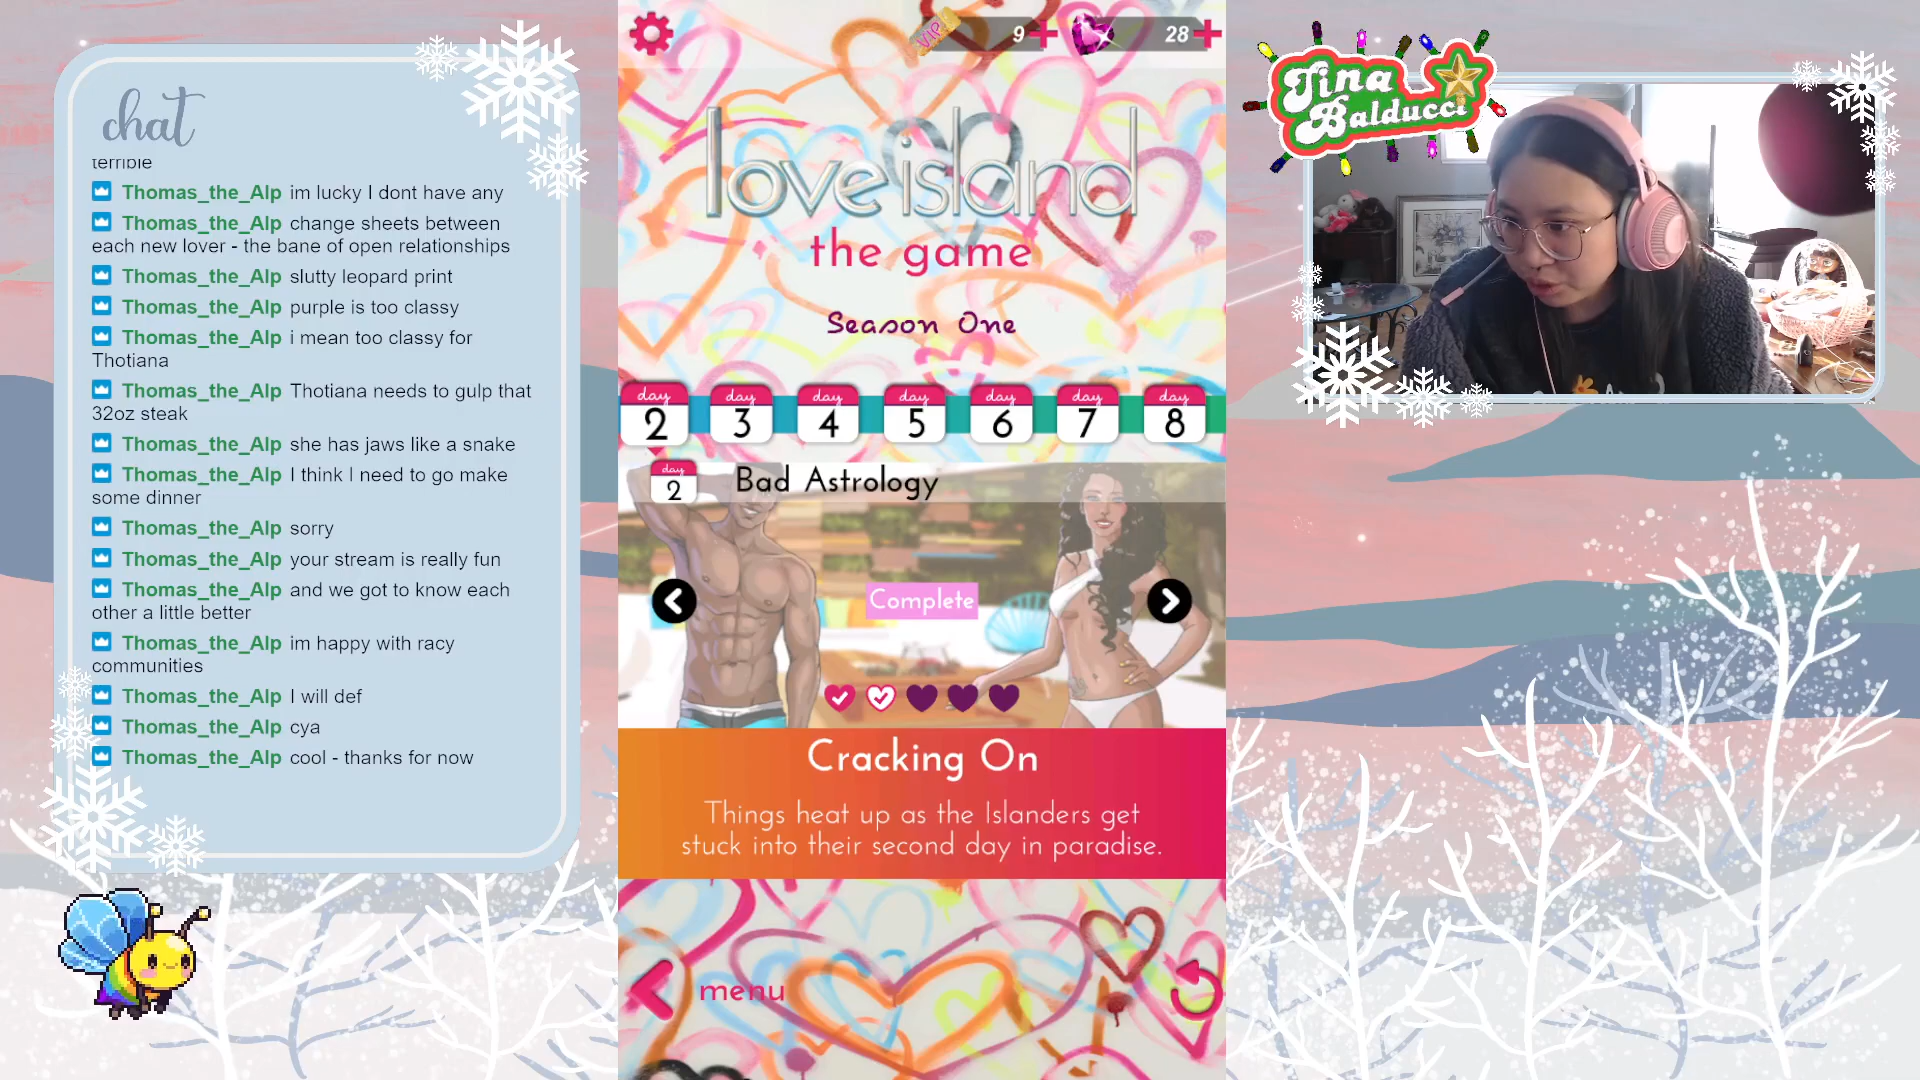 chat
terrible
Thomas_the_Alp im lucky I dont have any
Thomas_the_Alp change sheets between
each new lover - the bane of open relationships
Thomas_the_Alp slutty leopard print
Thomas_the_Alp purple is too classy
Thomas_the_Alp i mean too classy for
Thotiana
Thomas_the_Alp Thotiana needs to gulp that
32oz steak
Thomas_the_Alp she has jaws like a snake
Thomas_the_Alp I think I need to go make
some dinner
Thomas_the_Alp sorry
Thomas_the_Alp your stream is really fun
Thomas_the_Alp and we got to know each
other a little better
Thomas_the_Alp im happy with racy
communities
Thomas_the_Alp I will def
Thomas_the_Alp cya
Thomas_the_Alp cool - thanks for now
VIP 9 28
love island
the game
Season One
day day day day day day day
2 3 4 5 6 7 8
day
2 Bad Astrology
Complete
Cracking On
Things heat up as the Islanders get
stuck into their second day in paradise.
menu
Tina
Balducci